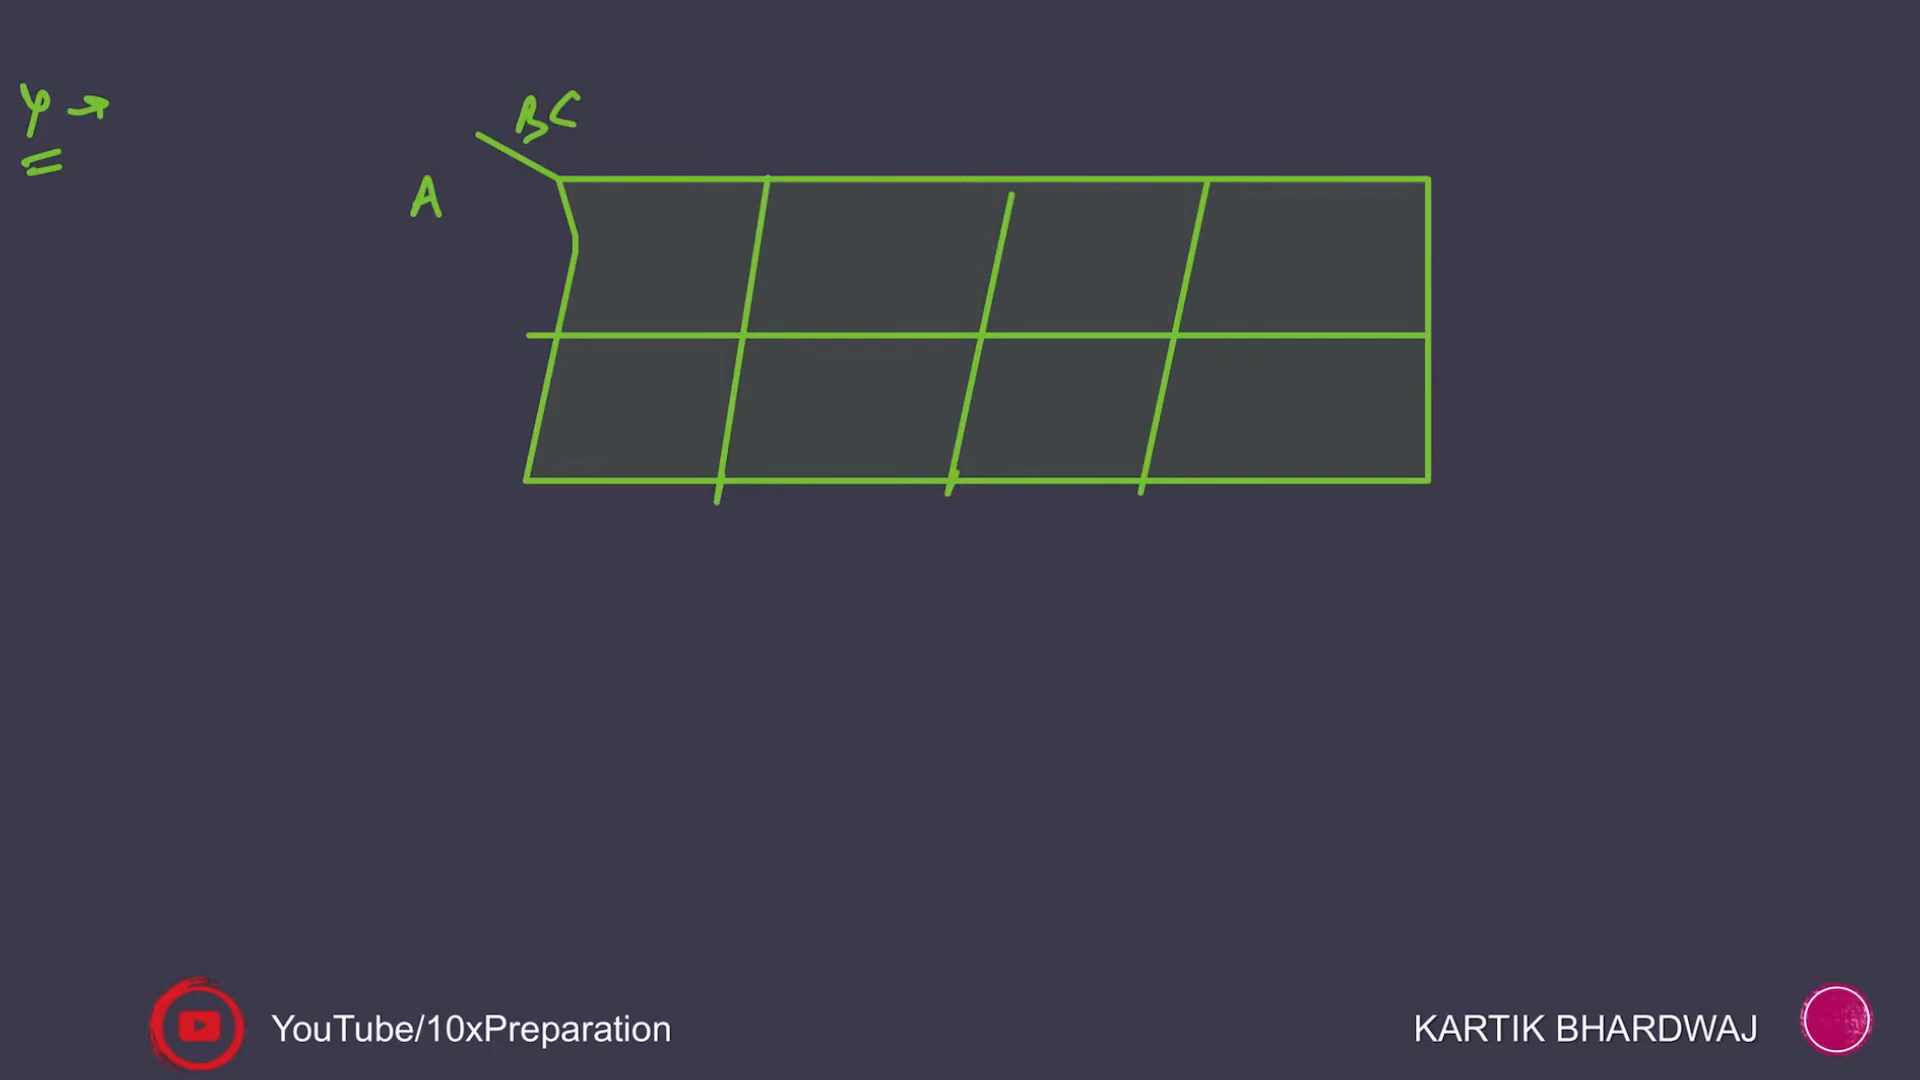 φ →
BC
A
YouTube/10xPreparation
KARTIK BHARDWAJ